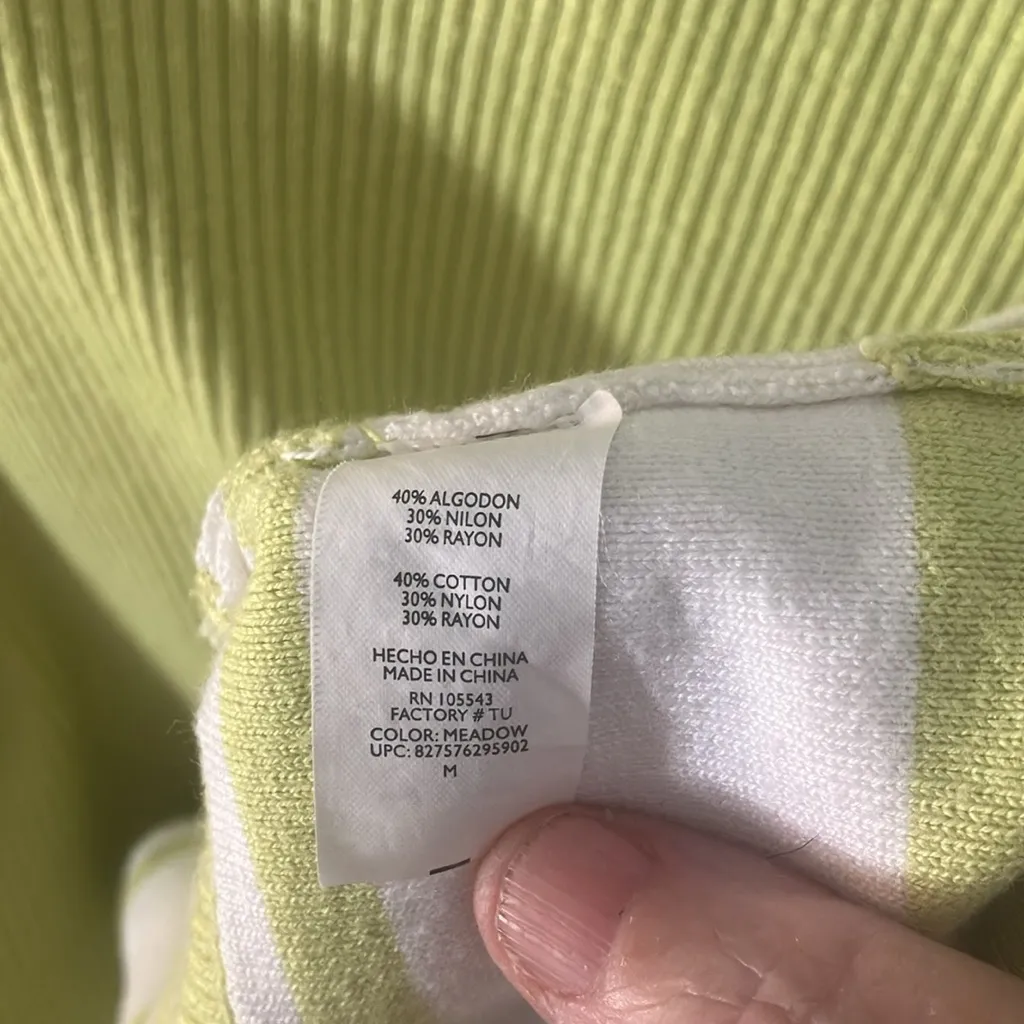 40% ALGODON
30% NILON
30% RAYON
40% COTTON
30% NYLON
30% RAYON
HECHO EN CHINA
MADE IN CHINA
RN 105543
FACTORY # TU
COLOR: MEADOW
UPC: 827576295902
M